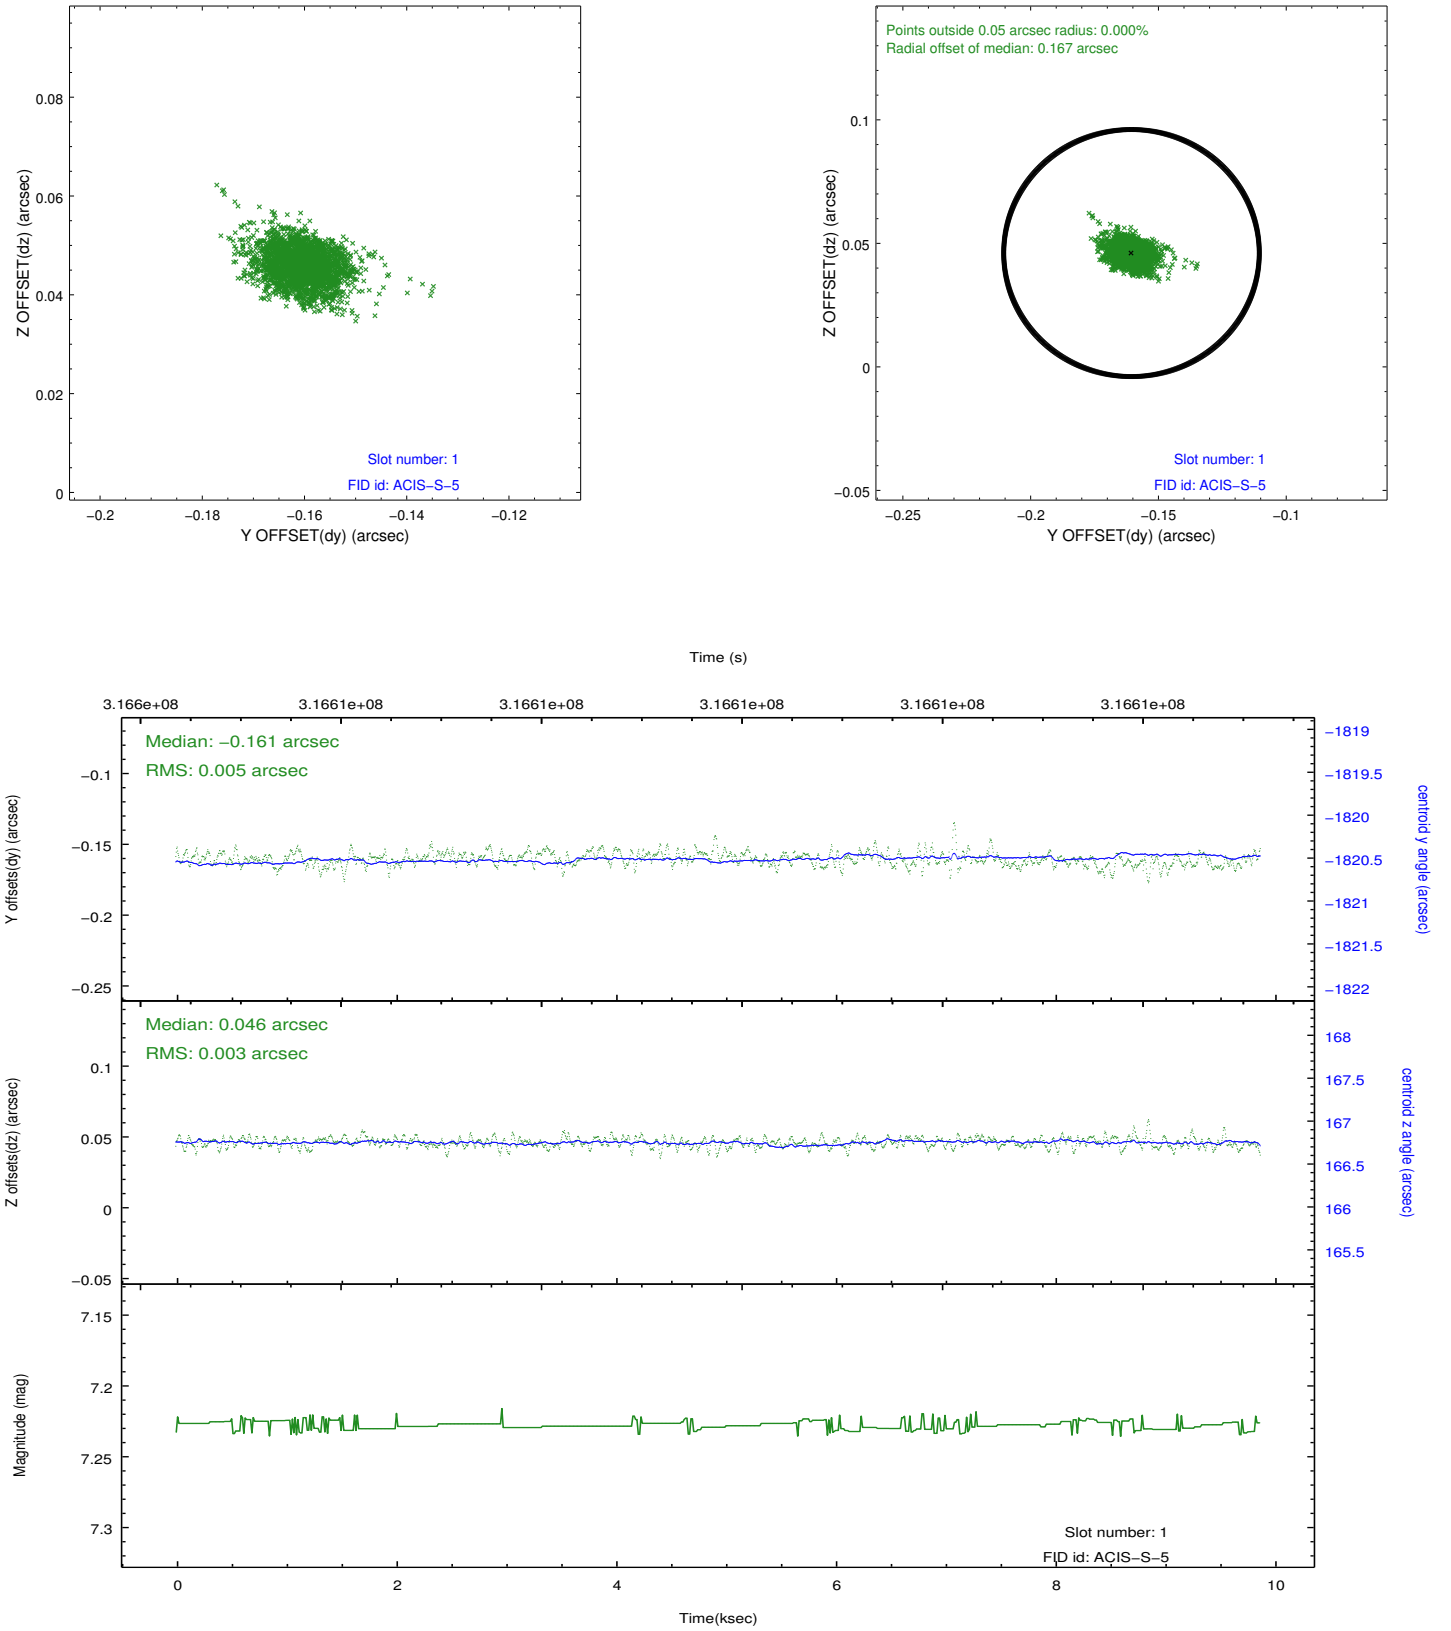 0.08
0.06
0.04
0.02
0
−0.2
−0.18
−0.16
−0.14
−0.12
Z OFFSET(dz) (arcsec)
Y OFFSET(dy) (arcsec)
Slot number: 1
FID id: ACIS−S−5
Points outside 0.05 arcsec radius: 0.000%
Radial offset of median: 0.167 arcsec
0.1
0.05
0
−0.05
−0.25
−0.2
−0.15
−0.1
Z OFFSET(dz) (arcsec)
Y OFFSET(dy) (arcsec)
Slot number: 1
FID id: ACIS−S−5
Time (s)
3.166e+08
3.1661e+08
3.1661e+08
3.1661e+08
3.1661e+08
3.1661e+08
Median: −0.161 arcsec
RMS: 0.005 arcsec
−0.1
−0.15
−0.2
−0.25
Y offsets(dy) (arcsec)
−1819
−1819.5
−1820
−1820.5
−1821
−1821.5
−1822
centroid y angle (arcsec)
Median: 0.046 arcsec
RMS: 0.003 arcsec
0.1
0.05
0
−0.05
Z offsets(dz) (arcsec)
168
167.5
167
166.5
166
165.5
centroid z angle (arcsec)
7.15
7.2
7.25
7.3
Magnitude (mag)
Slot number: 1
FID id: ACIS−S−5
0
2
4
6
8
10
Time(ksec)